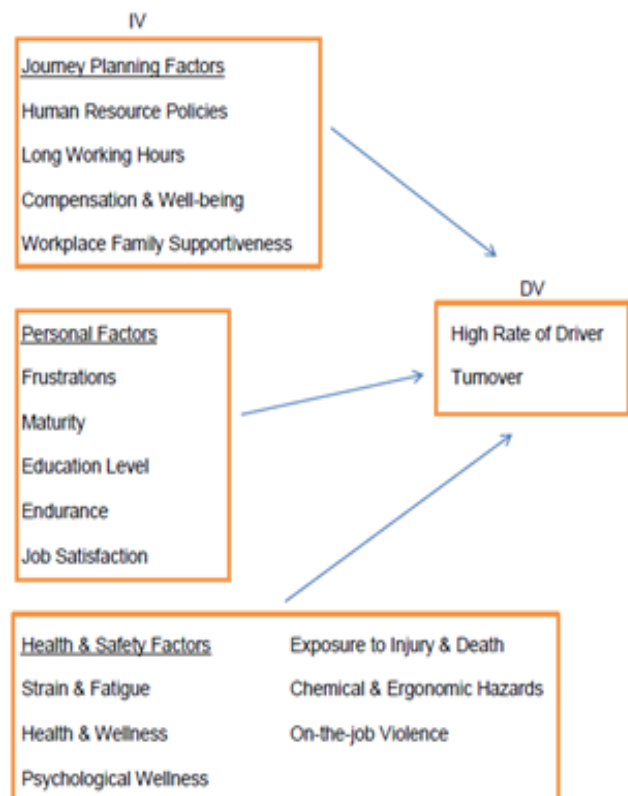 IV
Journey Planning Factors
Human Resource Policies
Long Working Hours
Compensation & Well-being
Workplace Family Supportiveness
DV
High Rate of Driver
Turnover
Personal Factors
Frustrations
Maturity
Education Level
Endurance
Job Satisfaction
Health & Safety Factors
Strain & Fatigue
Health & Wellness
Psychological Wellness
Exposure to Injury & Death
Chemical & Ergonomic Hazards
On-the-job Violence